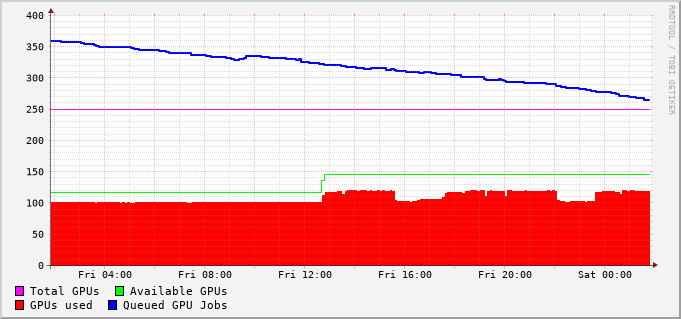 400
350
300
250
200
150
100
50
0
Fri 04:00 Fri 08:00 Fri 12:00 Fri 16:00 Fri 20:00 Sat 00:00
Total GPUs Available GPUs
GPUs used Queued GPU Jobs
RRDTOOL / TOBI OETIKER